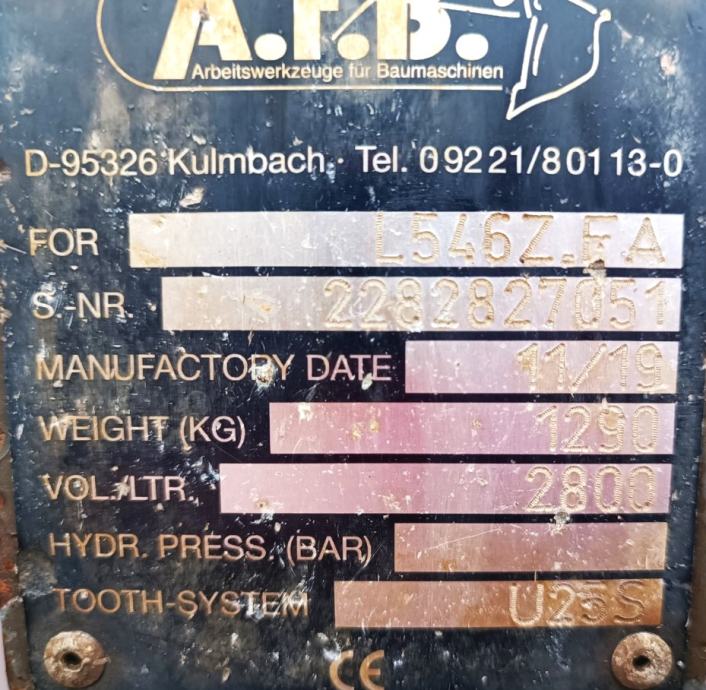 A.F.B.
Arbeitswerkzeuge für Baumaschinen
D-95326 Kulmbach · Tel. 09221/80113-0
FOR L546Z.F.A
S.-NR. 2282827051
MANUFACTORY DATE 11/19
WEIGHT (KG) 1290
VOL./LTR. 2800
HYDR. PRESS. (BAR)
TOOTH-SYSTEM U25S
CE